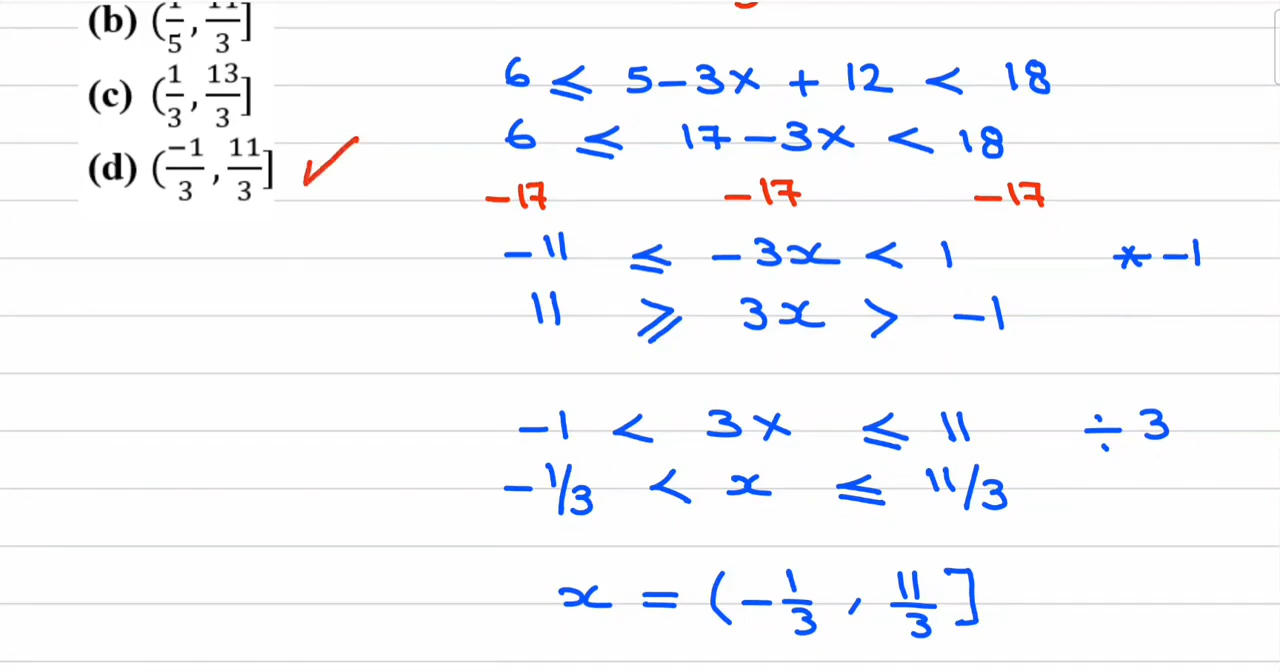 (b) (1/5, 11/3]
(c) (1/3, 13/3]
(d) (-1/3, 11/3] ✓
6 ≤ 5-3x + 12 < 18
6 ≤ 17-3x < 18
-17 -17 -17
-11 ≤ -3x < 1 * -1
11 ≥ 3x > -1
-1 < 3x ≤ 11 ÷ 3
-1/3 < x ≤ 11/3
x = (-1/3, 11/3]